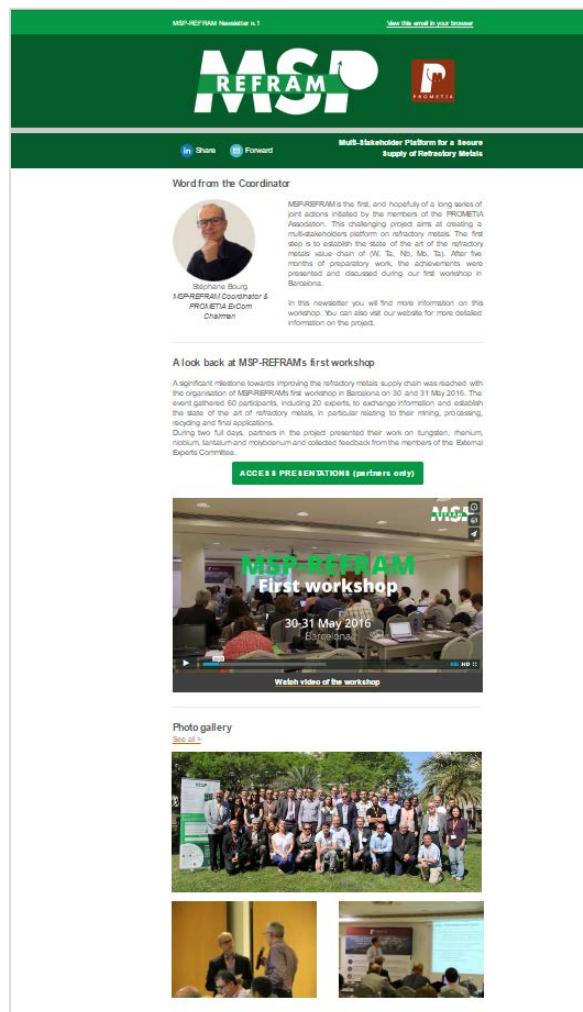 MSP-REFRAM Newsletter n.1
View this email in your browser
MSP
REFRAM
PROMETIA
Share
Forward
Multi-Stakeholder Platform for a Secure
Supply of Refractory Metals
Word from the Coordinator
MSP-REFRAM is the first, and hopefully of a long series of
joint actions initiated by the members of the PROMETIA
Association. This challenging project aims at creating a
multi-stakeholders platform on refractory metals. The first
step is to establish the state of the art of the refractory
metals value chain of (W, Ta, Nb, Mo, Ta). After five
months of preparatory work, the achievements were
presented and discussed during our first workshop in
Barcelona.
In this newsletter you will find more information on this
workshop. You can also visit our website for more detailed
information on the project.
Stéphane Bourg
MSP-REFRAM Coordinator &
PROMETIA ExCom
Chairman
A look back at MSP-REFRAM's first workshop
A siginificant milestone towards improving the refractory metals supply chain was reached with
the organisation of MSP-REFRAM's first workshop in Barcelona on 30 and 31 May 2016. The
event gathered 60 participants, including 20 experts, to exchange information and establish
the state of the art of refractory metals, in particular relating to their mining, processing,
recycling and final applications.
During two full days, partners in the project presented their work on tungsten, rhenium,
niobium, tantalum and molybdenum and collected feedback from the members of the External
Experts Committee.
ACCESS PRESENTATIONS (partners only)
MSP
REFRAM
MSP-REFRAM
First workshop
30-31 May 2016
Barcelona
HD
Watch video of the workshop
Photo gallery
See all >
MSP